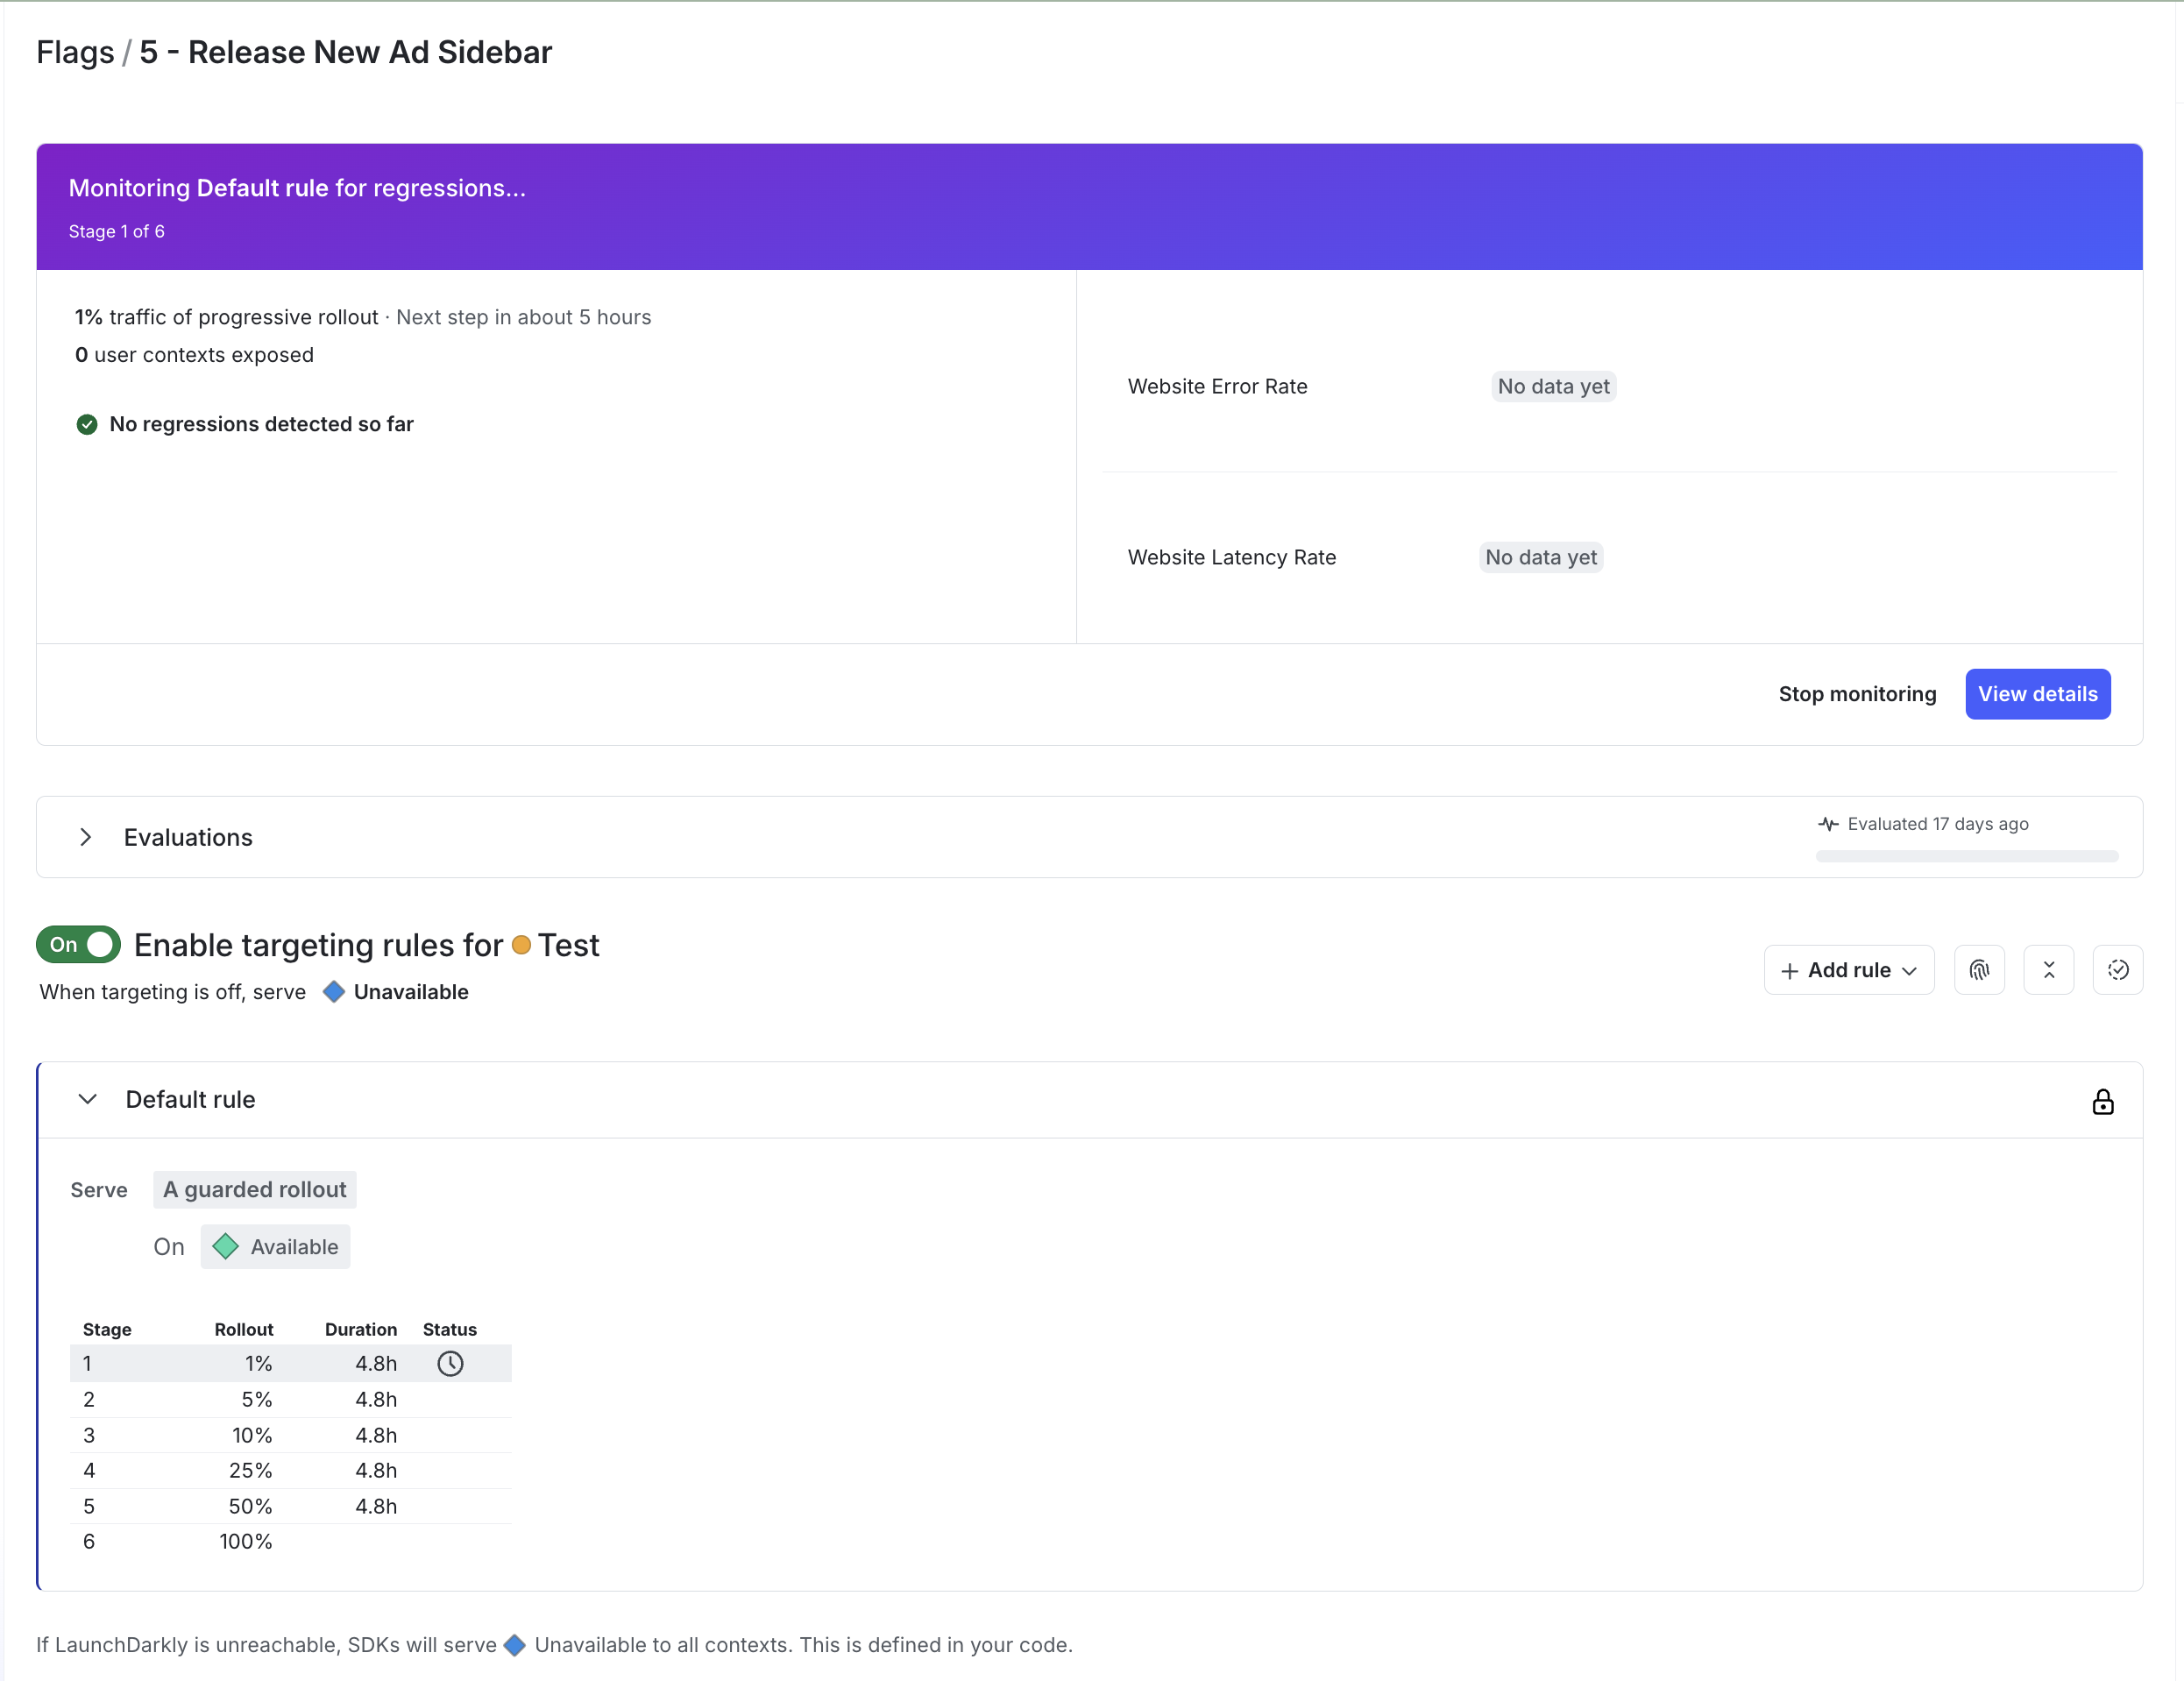 Flags / 5 - Release New Ad Sidebar
Monitoring Default rule for regressions...
Stage 1 of 6
1% traffic of progressive rollout · Next step in about 5 hours
0 user contexts exposed
No regressions detected so far
Website Error Rate No data yet
Website Latency Rate No data yet
Stop monitoring View details
Evaluations
Evaluated 17 days ago
On Enable targeting rules for Test
When targeting is off, serve Unavailable
+ Add rule
Default rule
Serve A guarded rollout
On Available
Stage Rollout Duration Status
1 1% 4.8h
2 5% 4.8h
3 10% 4.8h
4 25% 4.8h
5 50% 4.8h
6 100%
If LaunchDarkly is unreachable, SDKs will serve Unavailable to all contexts. This is defined in your code.